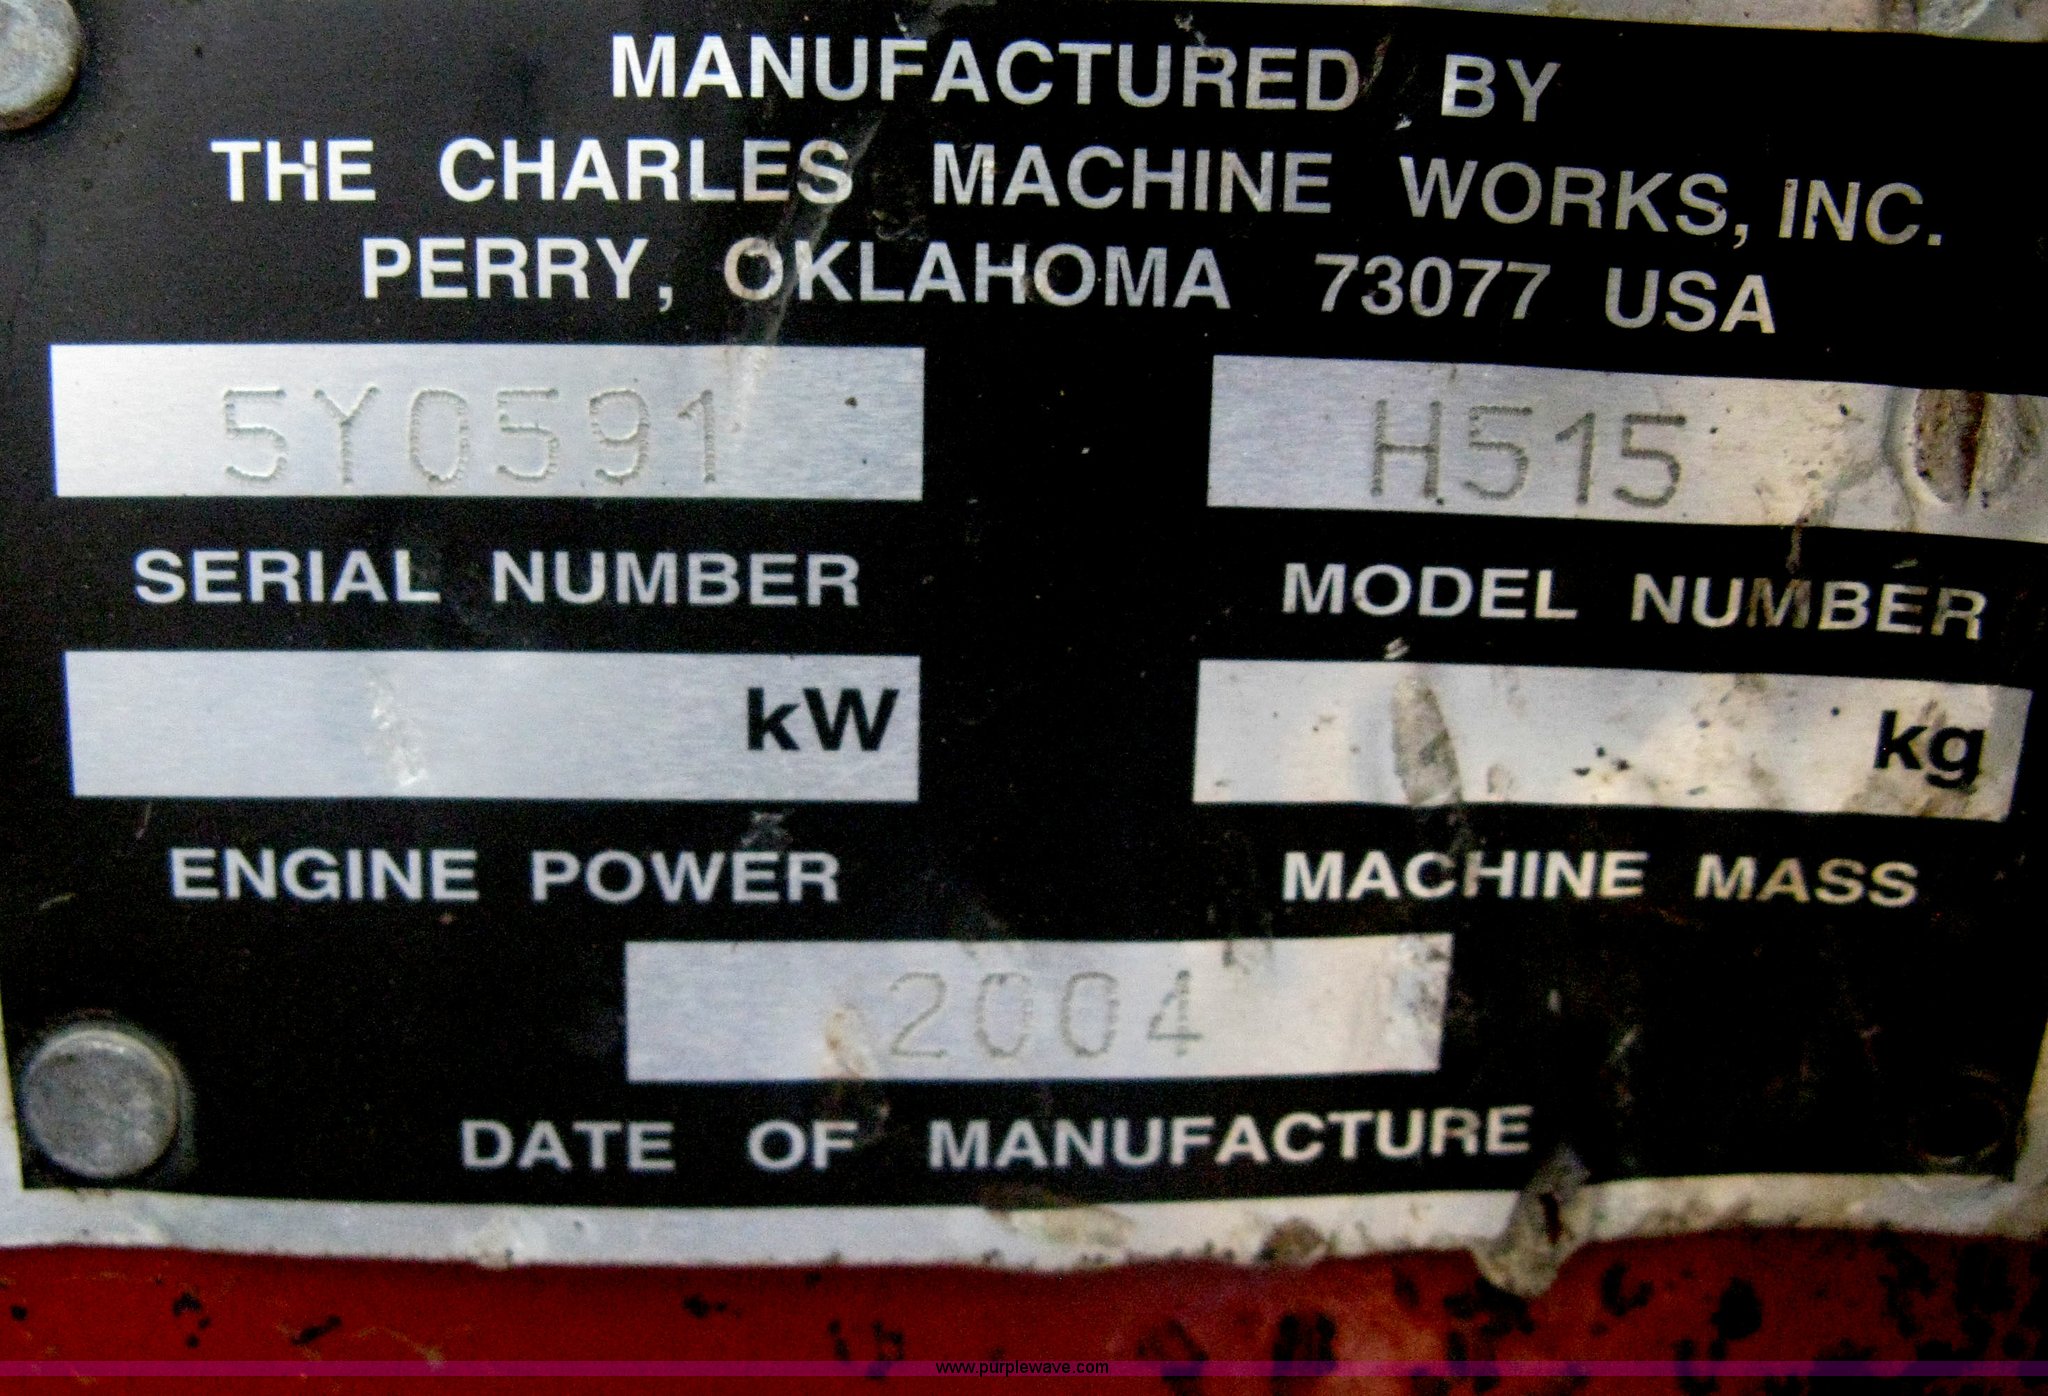 MANUFACTURED BY
THE CHARLES MACHINE WORKS, INC.
PERRY, OKLAHOMA 73077 USA
5Y0591 H515
SERIAL NUMBER MODEL NUMBER
kW kg
ENGINE POWER MACHINE MASS
2004
DATE OF MANUFACTURE
www.purplewave.com